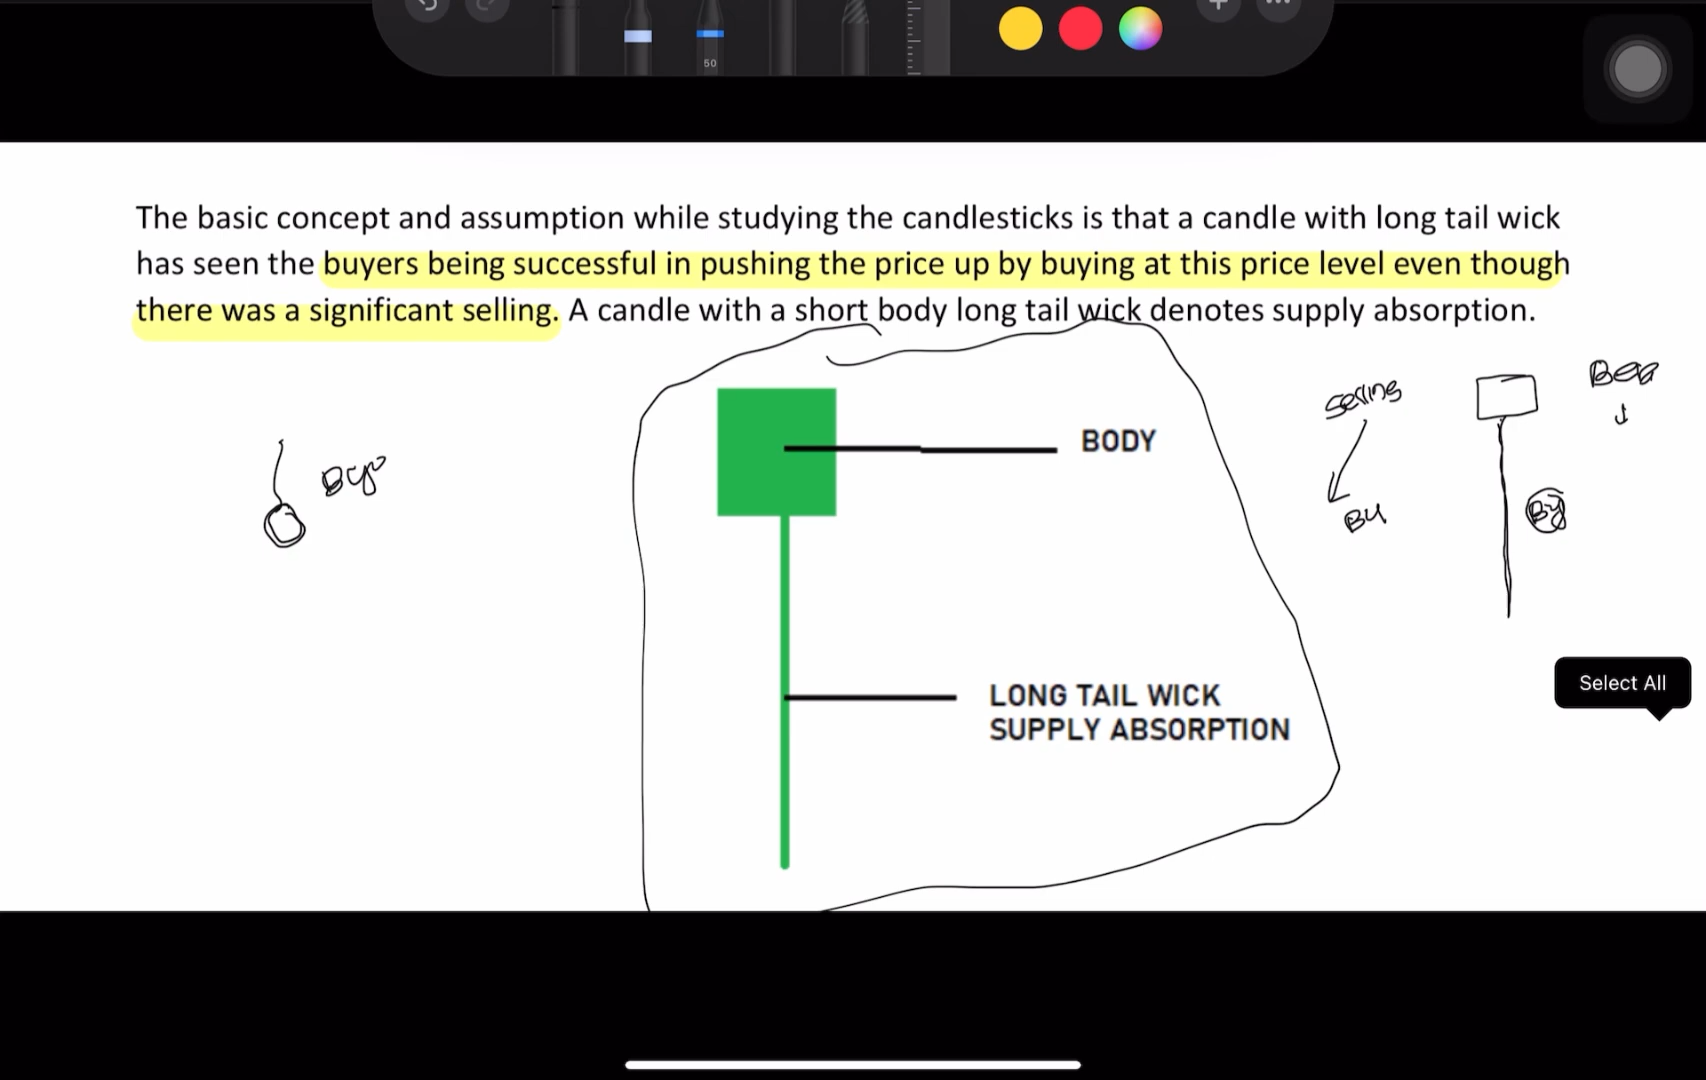 50
The basic concept and assumption while studying the candlesticks is that a candle with long tail wick
has seen the buyers being successful in pushing the price up by buying at this price level even though
there was a significant selling. A candle with a short body long tail wick denotes supply absorption.
BODY
LONG TAIL WICK
SUPPLY ABSORPTION
Selling
BU
By
Select All